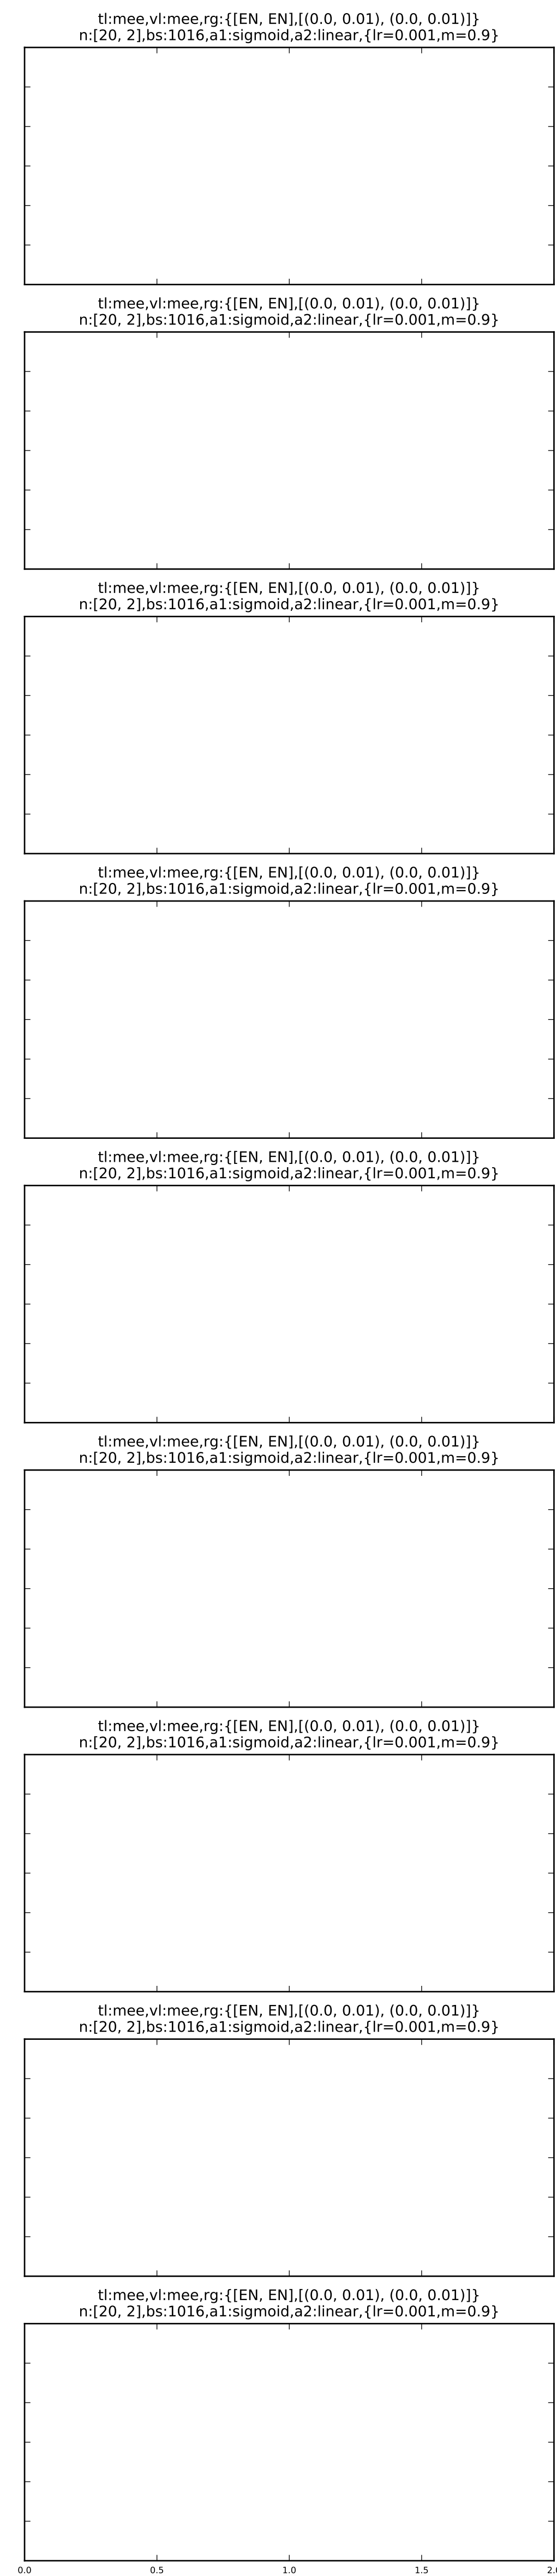 tl:mee,vl:mee,rg:{[EN, EN],[(0.0, 0.01), (0.0, 0.01)]}
n:[20, 2],bs:1016,a1:sigmoid,a2:linear,{lr=0.001,m=0.9}
tl:mee,vl:mee,rg:{[EN, EN],[(0.0, 0.01), (0.0, 0.01)]}
n:[20, 2],bs:1016,a1:sigmoid,a2:linear,{lr=0.001,m=0.9}
tl:mee,vl:mee,rg:{[EN, EN],[(0.0, 0.01), (0.0, 0.01)]}
n:[20, 2],bs:1016,a1:sigmoid,a2:linear,{lr=0.001,m=0.9}
tl:mee,vl:mee,rg:{[EN, EN],[(0.0, 0.01), (0.0, 0.01)]}
n:[20, 2],bs:1016,a1:sigmoid,a2:linear,{lr=0.001,m=0.9}
tl:mee,vl:mee,rg:{[EN, EN],[(0.0, 0.01), (0.0, 0.01)]}
n:[20, 2],bs:1016,a1:sigmoid,a2:linear,{lr=0.001,m=0.9}
tl:mee,vl:mee,rg:{[EN, EN],[(0.0, 0.01), (0.0, 0.01)]}
n:[20, 2],bs:1016,a1:sigmoid,a2:linear,{lr=0.001,m=0.9}
tl:mee,vl:mee,rg:{[EN, EN],[(0.0, 0.01), (0.0, 0.01)]}
n:[20, 2],bs:1016,a1:sigmoid,a2:linear,{lr=0.001,m=0.9}
tl:mee,vl:mee,rg:{[EN, EN],[(0.0, 0.01), (0.0, 0.01)]}
n:[20, 2],bs:1016,a1:sigmoid,a2:linear,{lr=0.001,m=0.9}
tl:mee,vl:mee,rg:{[EN, EN],[(0.0, 0.01), (0.0, 0.01)]}
n:[20, 2],bs:1016,a1:sigmoid,a2:linear,{lr=0.001,m=0.9}
0.0 0.5 1.0 1.5